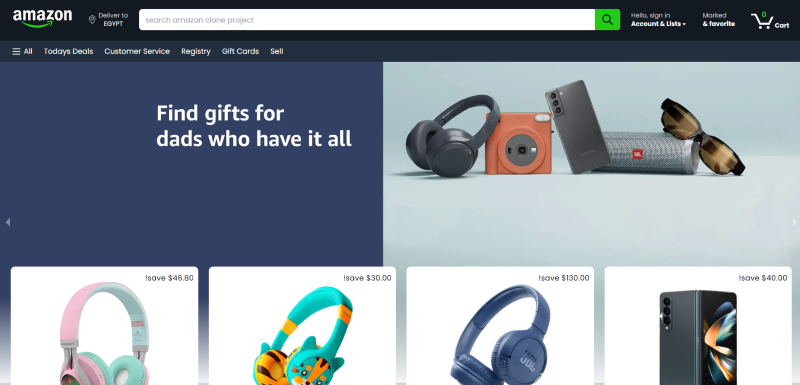 amazon
Deliver to
EGYPT
search amazon clone project
Hello, sign in
Account & Lists
Marked
& favorite
0
Cart
All
Todays Deals
Customer Service
Registry
Gift Cards
Sell
Find gifts for
dads who have it all
JBL
!save $46.80
!save $30.00
!save $130.00
!save $40.00
JBL